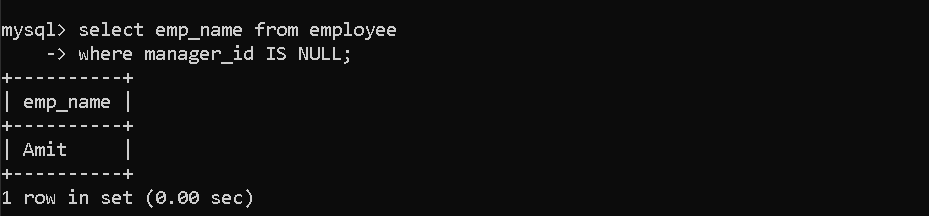 mysql> select emp_name from employee
    -> where manager_id IS NULL;
+----------+
| emp_name |
+----------+
| Amit     |
+----------+
1 row in set (0.00 sec)